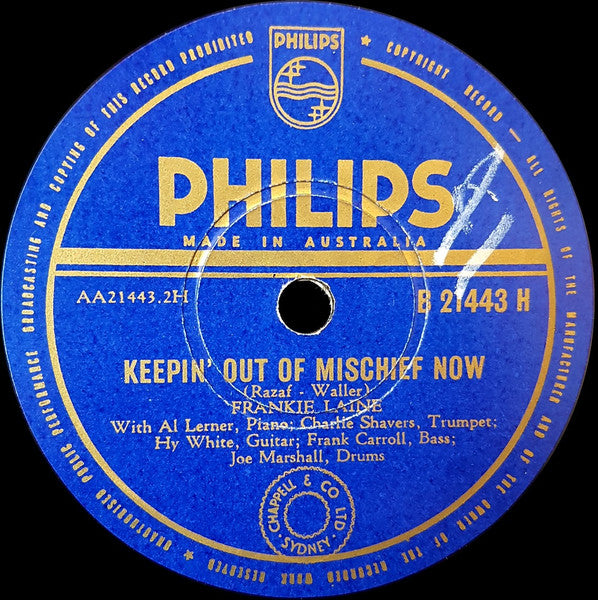 PHILIPS
★ COPYRIGHT RECORD — ALL RIGHTS OF THE MANUFACTURER AND OF THE OWNER OF THE RECORDED WORK RESERVED ★ UNAUTHORISED PUBLIC PERFORMANCE BROADCASTING AND COPYING OF THIS RECORD PROHIBITED
PHILIPS
MADE IN AUSTRALIA
AA21443.2H
B 21443 H
KEEPIN' OUT OF MISCHIEF NOW
(Razaf - Waller)
FRANKIE LAINE
With Al Lerner, Piano; Charlie Shavers, Trumpet;
Hy White, Guitar; Frank Carroll, Bass;
Joe Marshall, Drums
CHAPPELL & CO LTD
SYDNEY